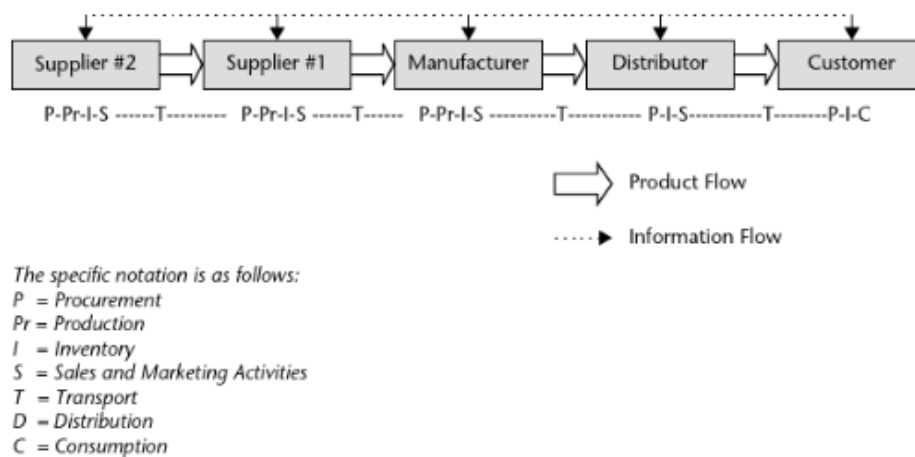 Supplier #2 Supplier #1 Manufacturer Distributor Customer
P-Pr-I-S ------T--------- P-Pr-I-S ------T------ P-Pr-I-S ----------T----------- P-I-S-----------T--------P-I-C
Product Flow
Information Flow
The specific notation is as follows:
P = Procurement
Pr = Production
I = Inventory
S = Sales and Marketing Activities
T = Transport
D = Distribution
C = Consumption